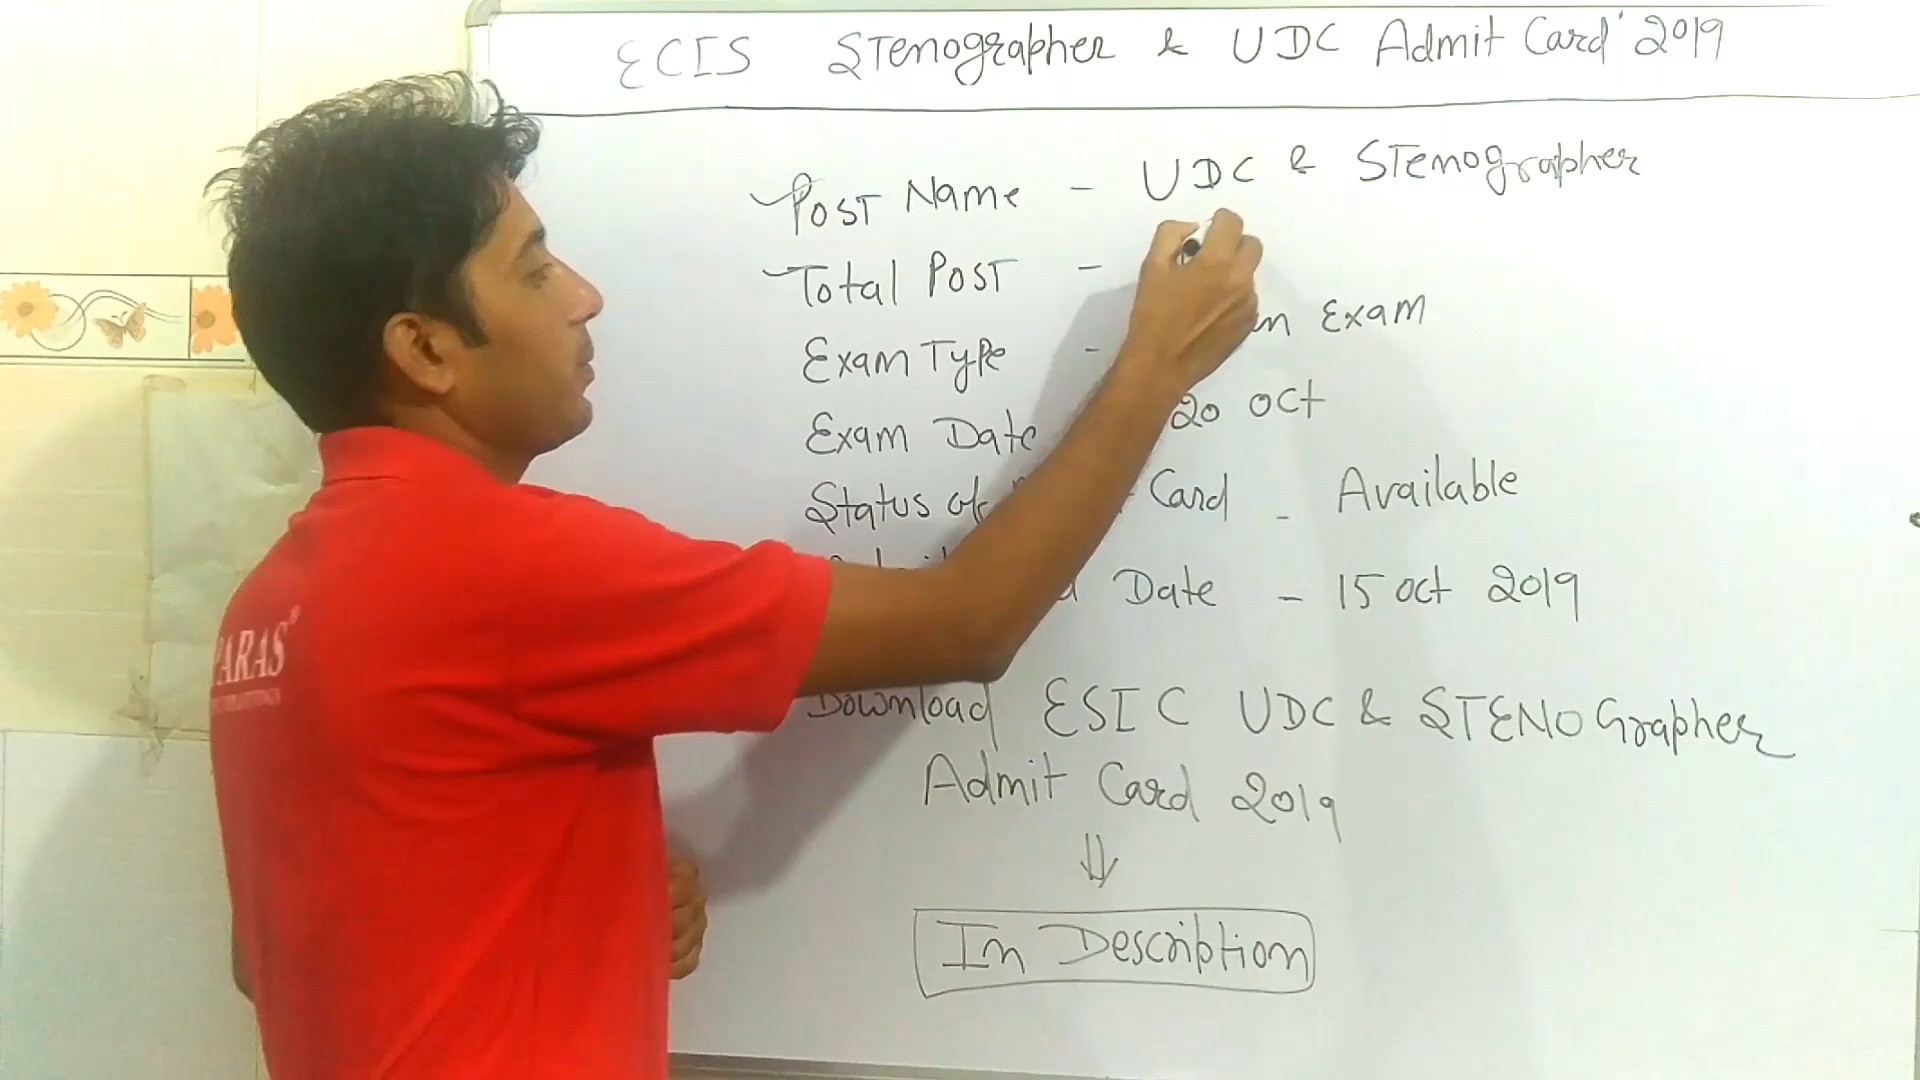 ECIS Stenographer & UDC Admit Card' 2019
Post Name - UDC & Stenographer
Total Post -
Exam Type - Exam
Exam Date 20 Oct
Status of Card - Available
Date - 15 Oct 2019
Download ESIC UDC & STENOGrapher
Admit Card 2019
In Description
PARAS